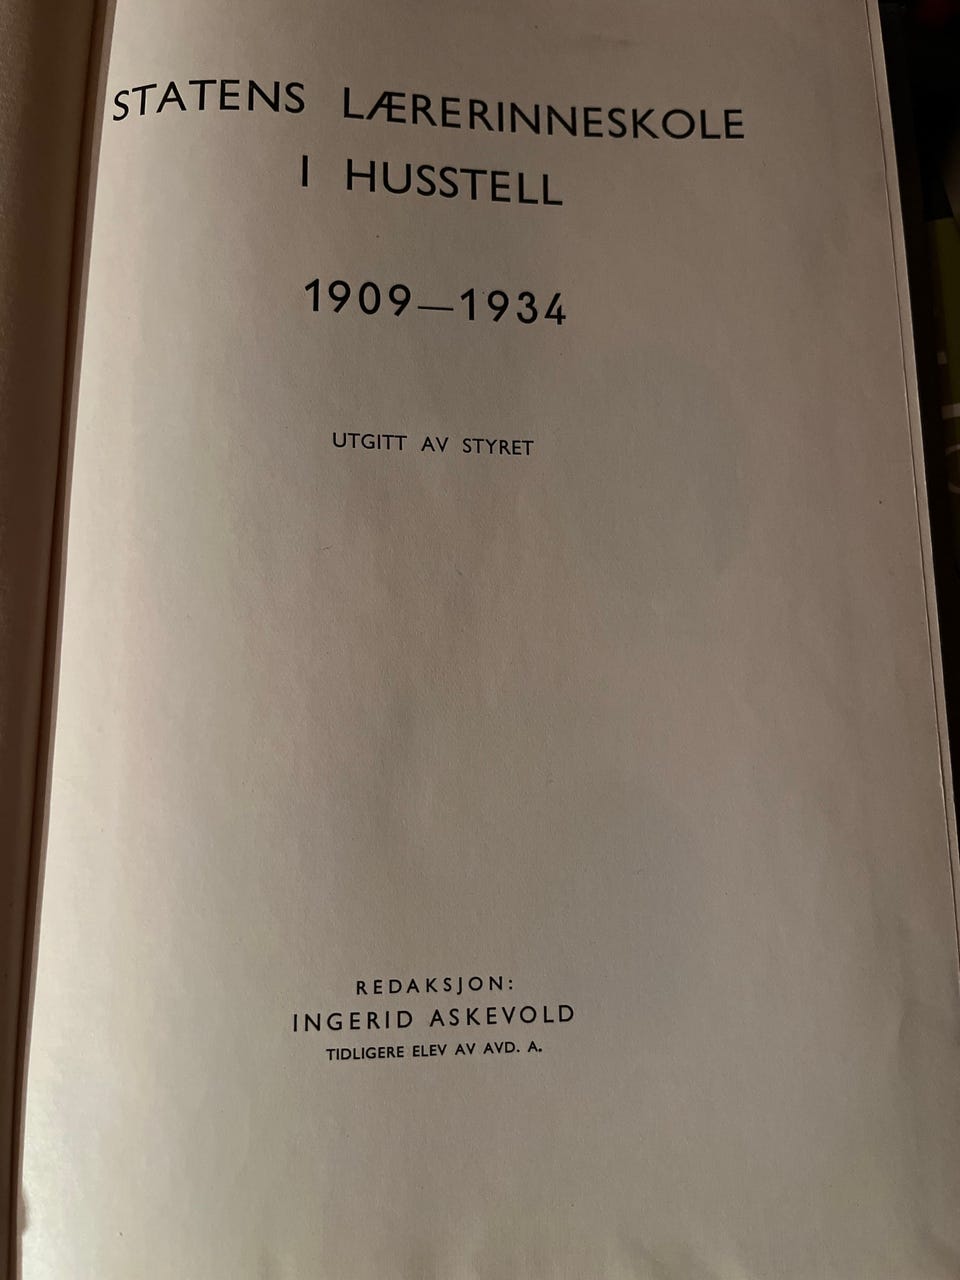 STATENS LÆRERINNESKOLE
I HUSSTELL
1909—1934
UTGITT AV STYRET
REDAKSJON:
INGERID ASKEVOLD
TIDLIGERE ELEV AV AVD. A.